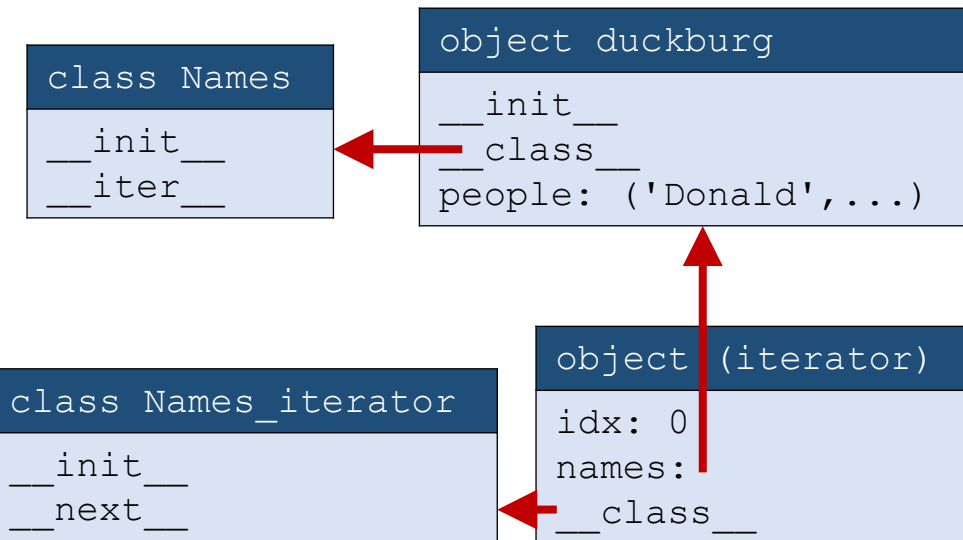 class Names
__init__
__iter__
object duckburg
__init__
__class__
people: ('Donald',...)
class Names_iterator
__init__
__next__
object (iterator)
idx: 0
names:
__class__